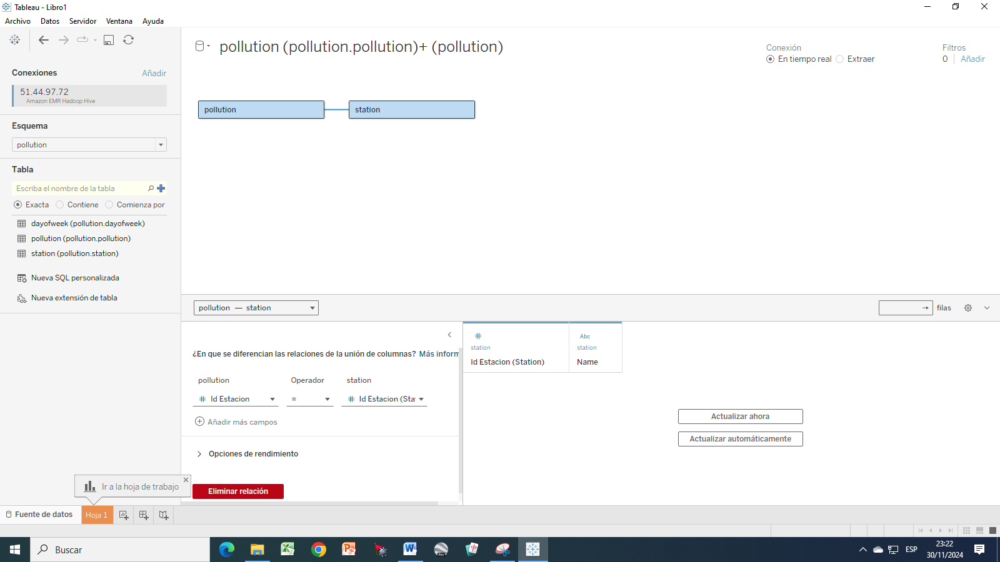 Tableau - Libro1
Archivo Datos Servidor Ventana Ayuda
Conexiones Añadir
51.44.97.72
Amazon EMR Hadoop Hive
Esquema
pollution
Tabla
Escriba el nombre de la tabla
Exacta Contiene Comienza por
dayofweek (pollution.dayofweek)
pollution (pollution.pollution)
station (pollution.station)
Nueva SQL personalizada
Nueva extensión de tabla
pollution (pollution.pollution)+ (pollution)
Conexión
En tiempo real Extraer
Filtros
0 Añadir
pollution station
pollution — station
filas
¿En que se diferencian las relaciones de la unión de columnas? Más inform
pollution Operador station
Id Estacion = Id Estacion (Sta
Añadir más campos
Opciones de rendimiento
Eliminar relación
Abc
station station
Id Estacion (Station) Name
Actualizar ahora
Actualizar automáticamente
Ir a la hoja de trabajo
Fuente de datos Hoja 1
Buscar
Pro
ESP
23:22
30/11/2024